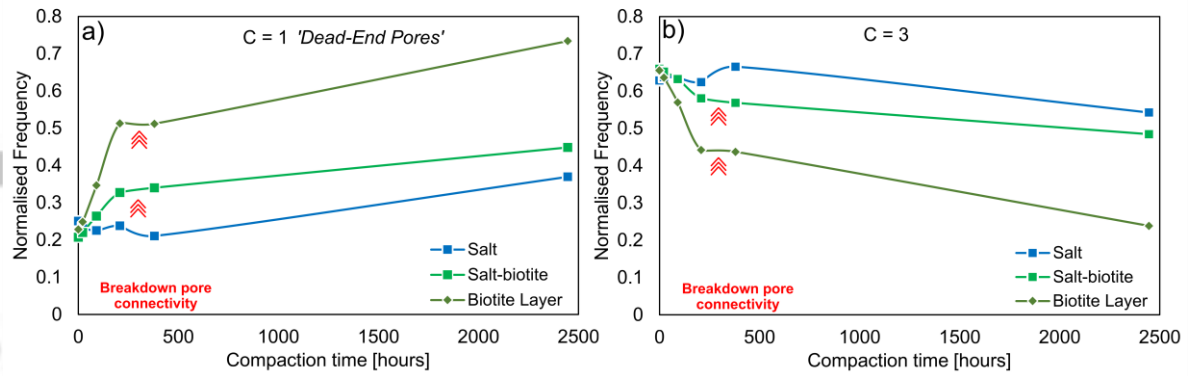 a)
C = 1 'Dead-End Pores'
Normalised Frequency
0.8
0.7
0.6
0.5
0.4
0.3
0.2
0.1
0
Salt
Salt-biotite
Biotite Layer
Breakdown pore
connectivity
0 500 1000 1500 2000 2500
Compaction time [hours]
b)
C = 3
Normalised Frequency
0.8
0.7
0.6
0.5
0.4
0.3
0.2
0.1
0
Salt
Salt-biotite
Biotite Layer
Breakdown pore
connectivity
0 500 1000 1500 2000 2500
Compaction time [hours]